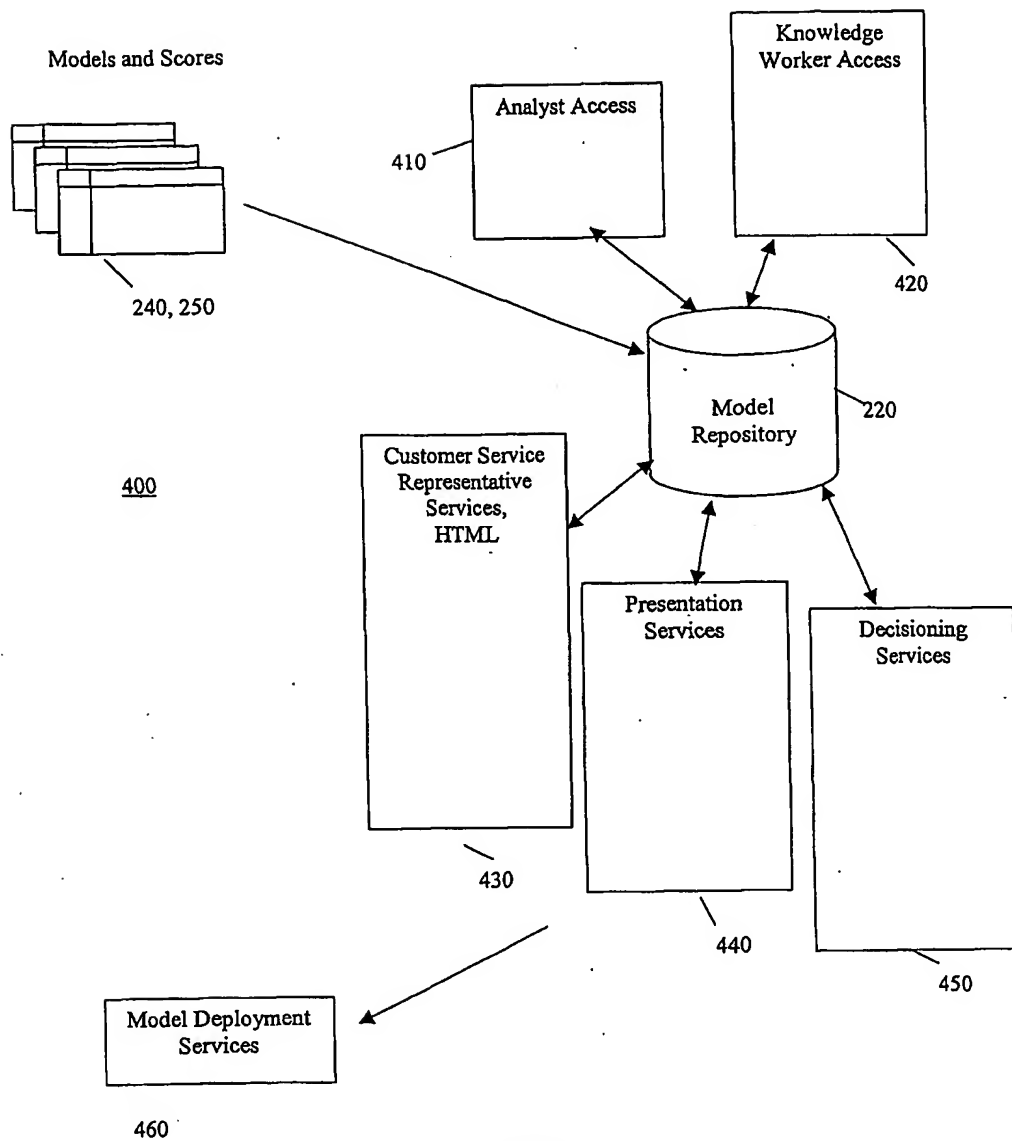 Models and Scores
Knowledge
Worker Access
Analyst Access
410
420
240, 250
Model
Repository
220
400
Customer Service
Representative
Services,
HTML
Presentation
Services
Decisioning
Services
430
440
450
Model Deployment
Services
460